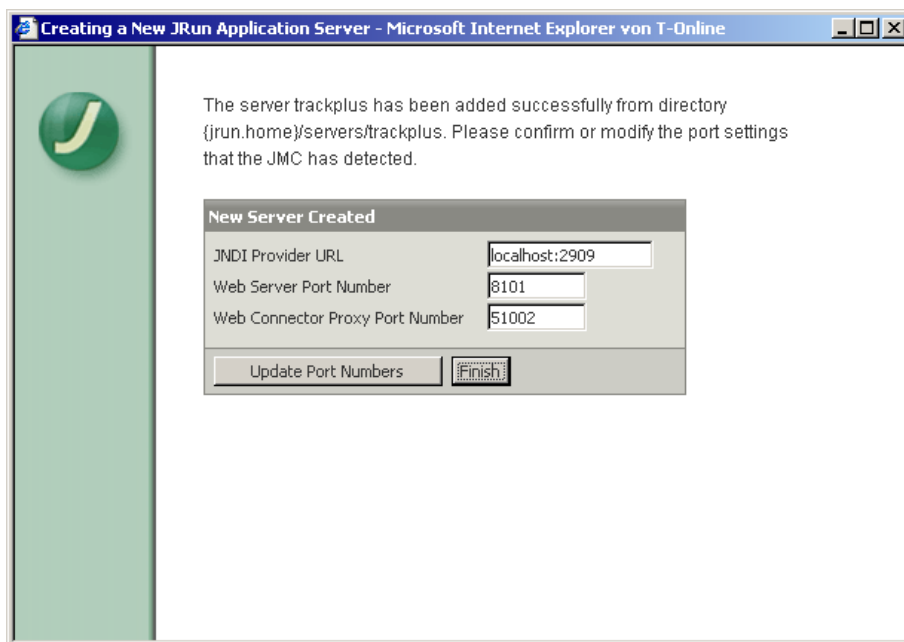 Creating a New JRun Application Server - Microsoft Internet Explorer von T-Online
The server trackplus has been added successfully from directory
{jrun.home}/servers/trackplus. Please confirm or modify the port settings
that the JMC has detected.
New Server Created
JNDI Provider URL localhost:2909
Web Server Port Number 8101
Web Connector Proxy Port Number 51002
Update Port Numbers Finish